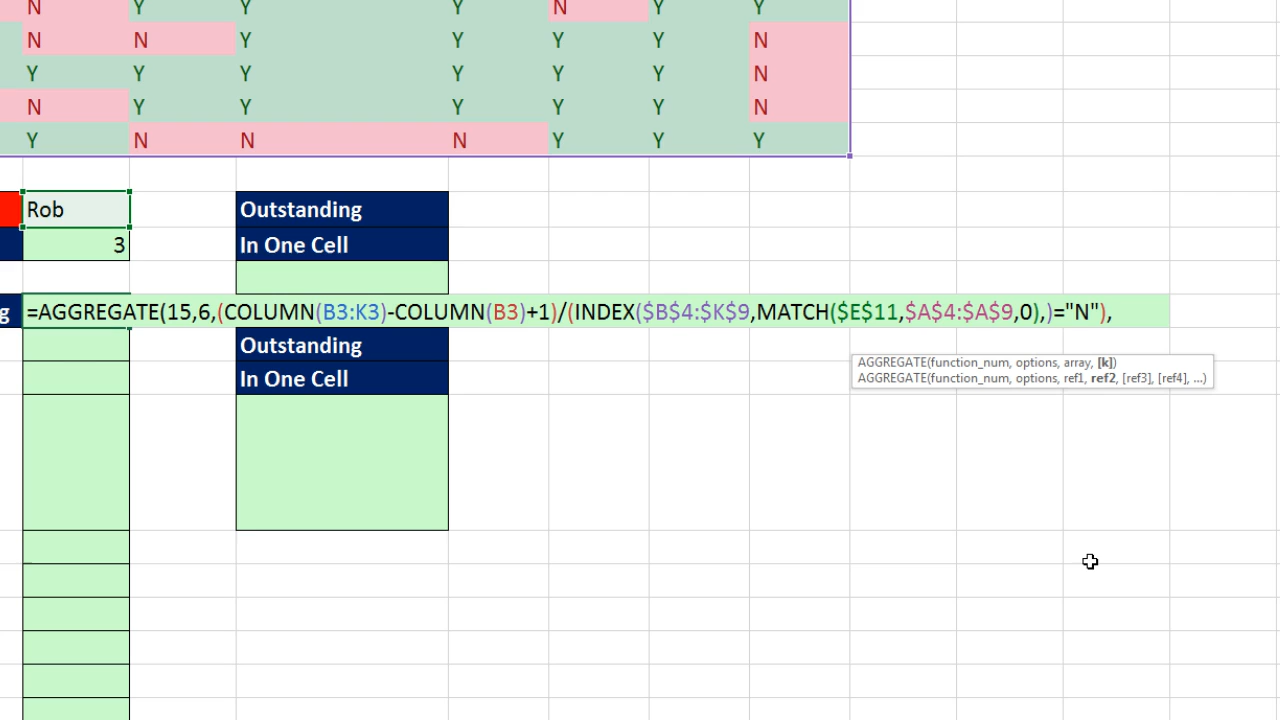 N Y Y Y N Y Y
N N Y Y Y Y N
Y Y Y Y Y Y N
N Y Y Y Y Y N
Y N N N Y Y Y
Rob Outstanding
3 In One Cell
g =AGGREGATE(15,6,(COLUMN(B3:K3)-COLUMN(B3)+1)/(INDEX($B$4:$K$9,MATCH($E$11,$A$4:$A$9,0),)="N"),
Outstanding
AGGREGATE(function_num, options, array, [k])
AGGREGATE(function_num, options, ref1, ref2, [ref3], [ref4], ...)
In One Cell